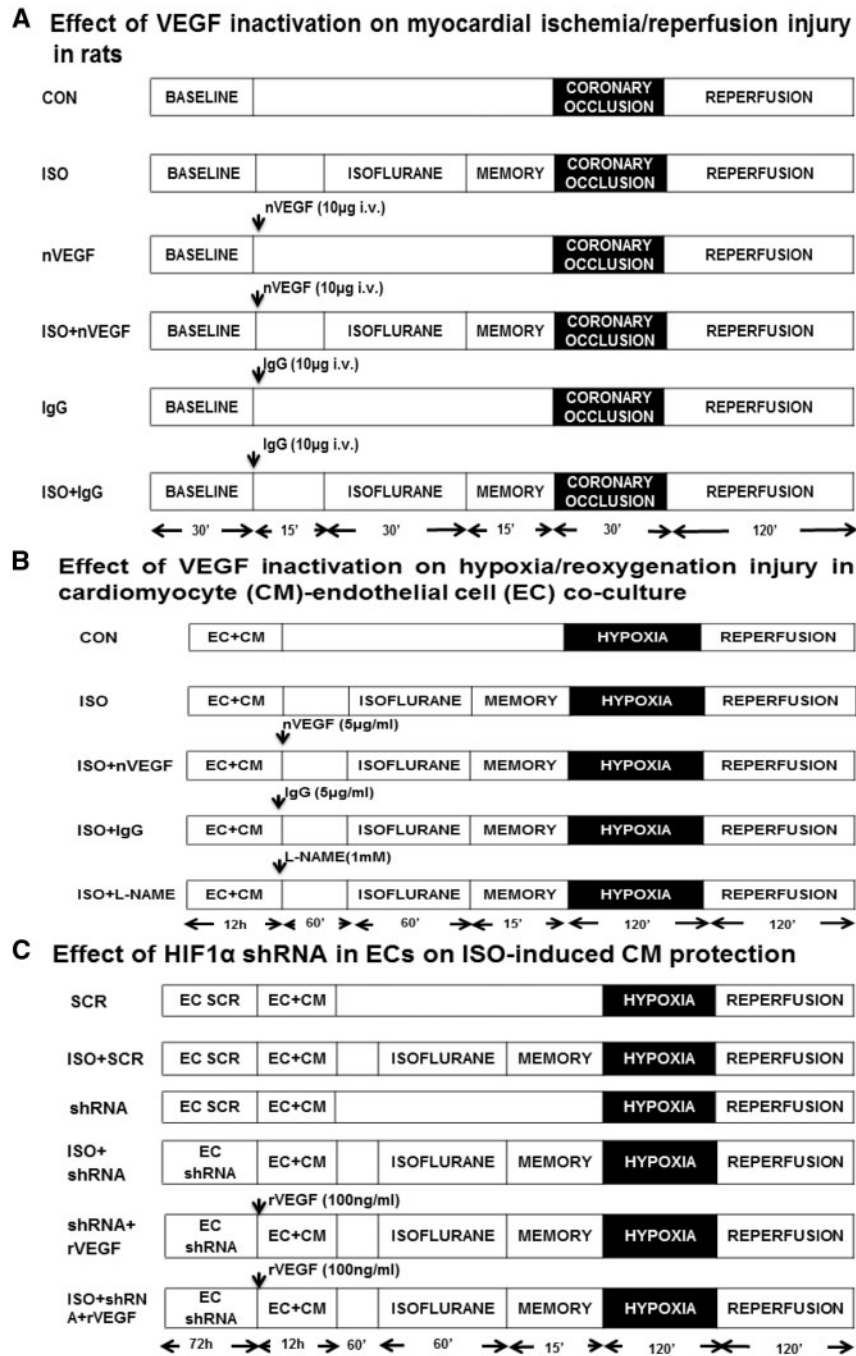 A Effect of VEGF inactivation on myocardial ischemia/reperfusion injury
in rats
CON BASELINE CORONARY OCCLUSION REPERFUSION
ISO BASELINE ISOFLURANE MEMORY CORONARY OCCLUSION REPERFUSION
nVEGF (10µg i.v.)
nVEGF BASELINE CORONARY OCCLUSION REPERFUSION
nVEGF (10µg i.v.)
ISO+nVEGF BASELINE ISOFLURANE MEMORY CORONARY OCCLUSION REPERFUSION
IgG (10µg i.v.)
IgG BASELINE CORONARY OCCLUSION REPERFUSION
IgG (10µg i.v.)
ISO+IgG BASELINE ISOFLURANE MEMORY CORONARY OCCLUSION REPERFUSION
30' 15' 30' 15' 30' 120'
B Effect of VEGF inactivation on hypoxia/reoxygenation injury in
cardiomyocyte (CM)-endothelial cell (EC) co-culture
CON EC+CM HYPOXIA REPERFUSION
ISO EC+CM ISOFLURANE MEMORY HYPOXIA REPERFUSION
nVEGF (5µg/ml)
ISO+nVEGF EC+CM ISOFLURANE MEMORY HYPOXIA REPERFUSION
IgG (5µg/ml)
ISO+IgG EC+CM ISOFLURANE MEMORY HYPOXIA REPERFUSION
L-NAME(1mM)
ISO+L-NAME EC+CM ISOFLURANE MEMORY HYPOXIA REPERFUSION
12h 60' 60' 15' 120' 120'
C Effect of HIF1α shRNA in ECs on ISO-induced CM protection
SCR EC SCR EC+CM HYPOXIA REPERFUSION
ISO+SCR EC SCR EC+CM ISOFLURANE MEMORY HYPOXIA REPERFUSION
shRNA EC SCR EC+CM HYPOXIA REPERFUSION
ISO+ shRNA EC shRNA EC+CM ISOFLURANE MEMORY HYPOXIA REPERFUSION
rVEGF (100ng/ml)
shRNA+ rVEGF EC shRNA EC+CM ISOFLURANE MEMORY HYPOXIA REPERFUSION
rVEGF (100ng/ml)
ISO+shRN A+rVEGF EC shRNA EC+CM ISOFLURANE MEMORY HYPOXIA REPERFUSION
72h 12h 60' 60' 15' 120' 120'